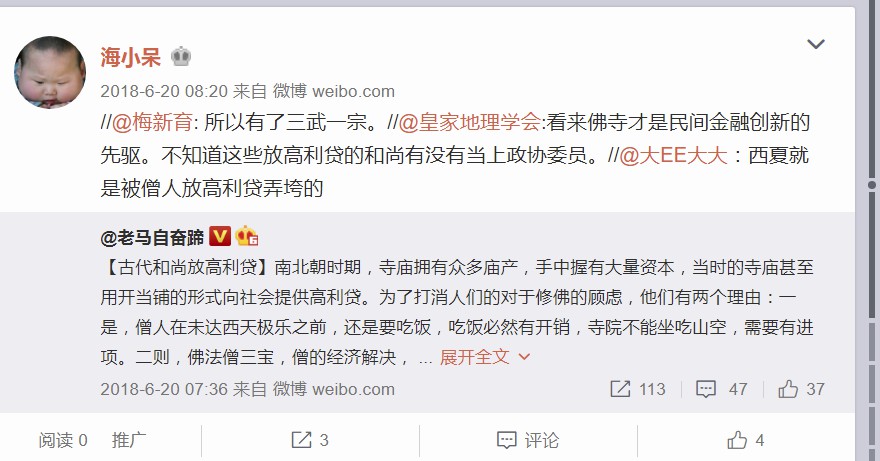 海小呆
2018-6-20 08:20 来自 微博 weibo.com
//@梅新育: 所以有了三武一宗。//@皇家地理学会:看来佛寺才是民间金融创新的
先驱。不知道这些放高利贷的和尚有没有当上政协委员。//@大EE大大：西夏就
是被僧人放高利贷弄垮的
@老马自奋蹄 V
【古代和尚放高利贷】南北朝时期，寺庙拥有众多庙产，手中握有大量资本，当时的寺庙甚至
用开当铺的形式向社会提供高利贷。为了打消人们的对于修佛的顾虑，他们有两个理由：一
是，僧人在未达西天极乐之前，还是要吃饭，吃饭必然有开销，寺院不能坐吃山空，需要有进
项。二则，佛法僧三宝，僧的经济解决， ... 展开全文
2018-6-20 07:36 来自 微博 weibo.com 113 47 37
阅读 0 推广 3 评论 4